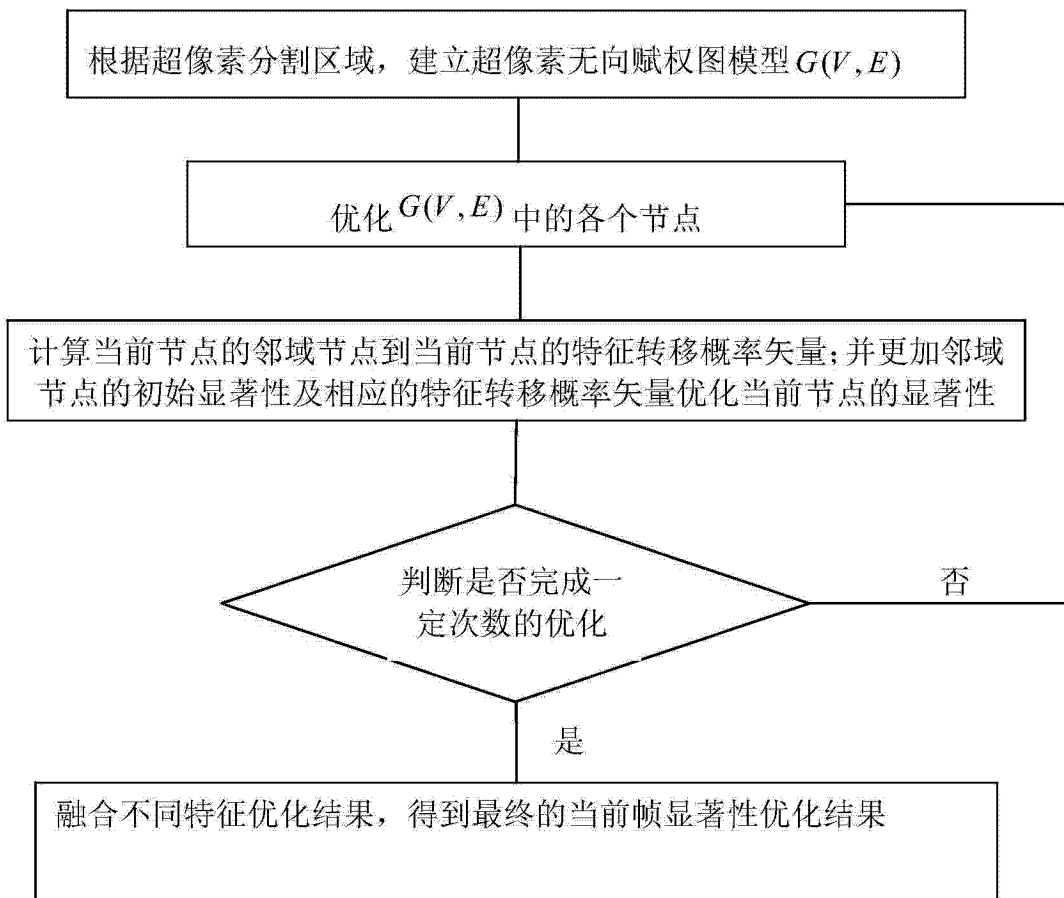 根据超像素分割区域，建立超像素无向赋权图模型G(V,E)
优化G(V,E)中的各个节点
计算当前节点的邻域节点到当前节点的特征转移概率矢量；并更加邻域
节点的初始显著性及相应的特征转移概率矢量优化当前节点的显著性
判断是否完成一
定次数的优化
否
是
融合不同特征优化结果，得到最终的当前帧显著性优化结果